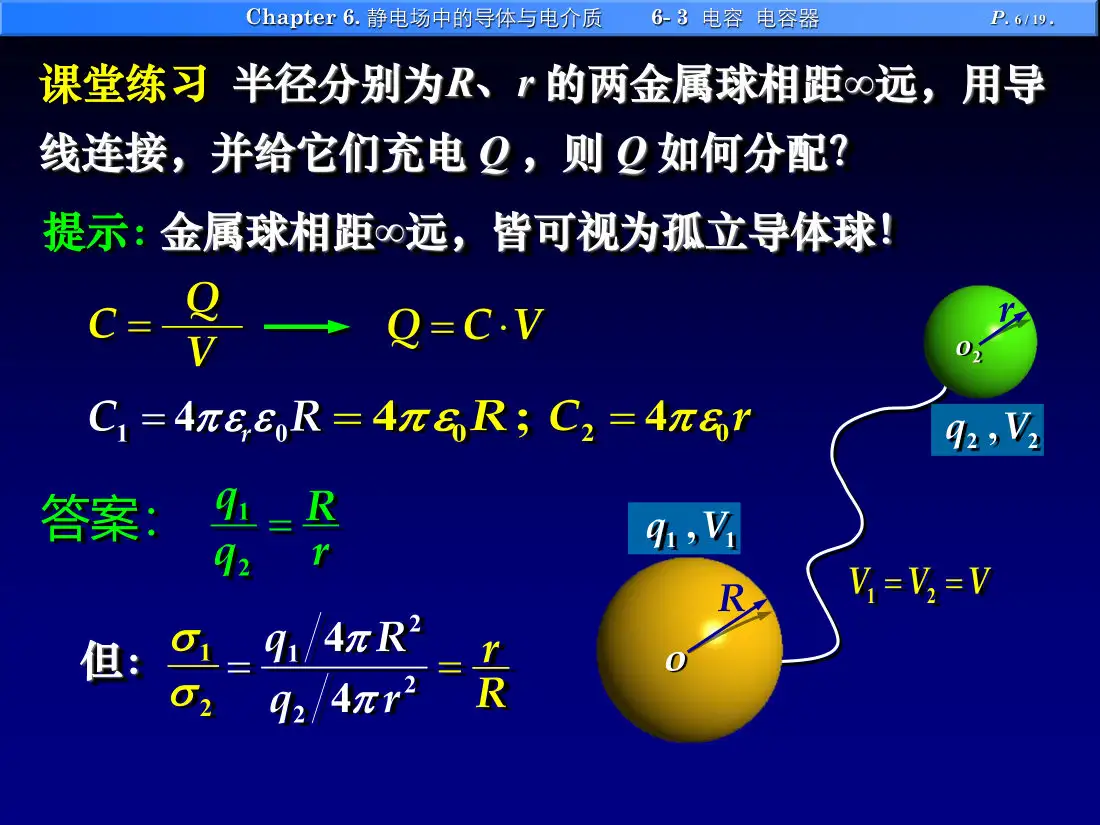 Chapter 6. 静电场中的导体与电介质 6- 3 电容 电容器 P. 6 / 19 .
课堂练习 半径分别为R、r 的两金属球相距∞远，用导
线连接，并给它们充电 Q ，则 Q 如何分配？
提示：金属球相距∞远，皆可视为孤立导体球！
C = Q/V → Q = C · V
C₁ = 4πεᵣε₀R = 4πε₀R ; C₂ = 4πε₀r
答案： q₁/q₂ = R/r
但： σ₁/σ₂ = (q₁/4πR²)/(q₂/4πr²) = r/R
r
o₂
q₂ , V₂
q₁ , V₁
V₁ = V₂ = V
R
o